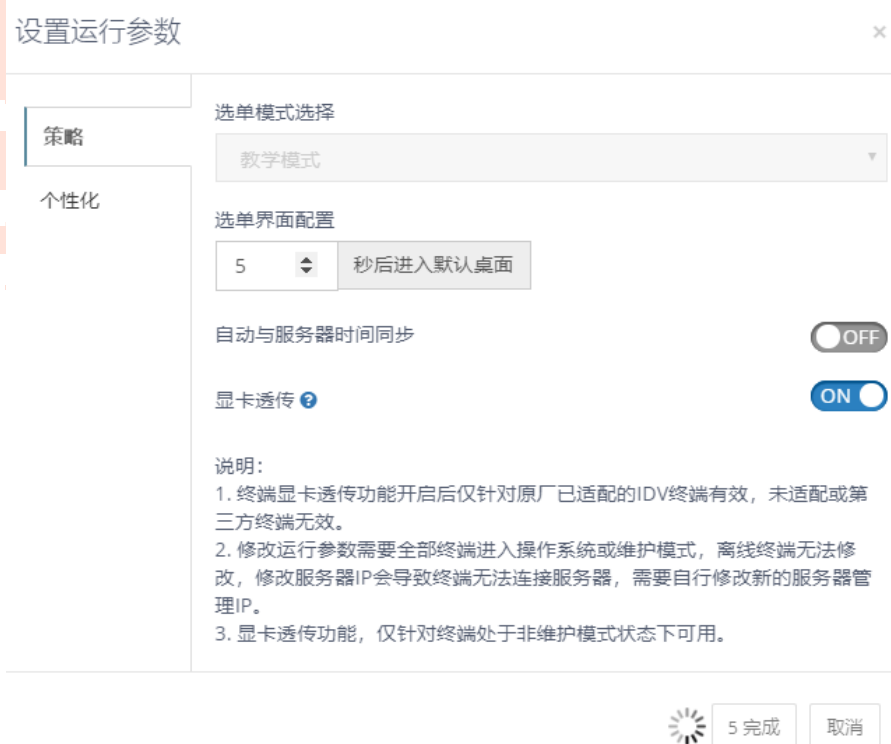 设置运行参数
×
策略
个性化
选单模式选择
教学模式
选单界面配置
5 秒后进入默认桌面
自动与服务器时间同步 OFF
显卡透传 ? ON
说明：
1. 终端显卡透传功能开启后仅针对原厂已适配的IDV终端有效，未适配或第
三方终端无效。
2. 修改运行参数需要全部终端进入操作系统或维护模式，离线终端无法修
改，修改服务器IP会导致终端无法连接服务器，需要自行修改新的服务器管
理IP。
3. 显卡透传功能，仅针对终端处于非维护模式状态下可用。
5 完成 取消